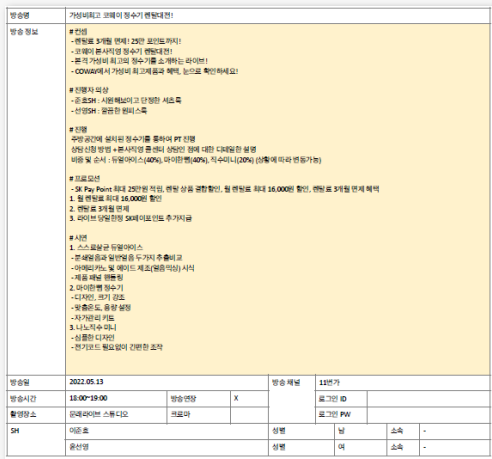 방송명 가성비최고 코웨이 정수기 렌탈대전!
방송 정보
# 컨셉
- 렌탈료 3개월 면제! 25만 포인트까지!
- 코웨이 본사직영 정수기 렌탈대전!
- 본격 가성비 최고의 정수기를 소개하는 라이브!
- COWAY에서 가성비 최고제품과 혜택, 눈으로 확인하세요!
# 진행자 의상
- 준호SH : 시원해보이고 단정한 셔츠룩
- 선영SH : 깔끔한 원피스룩
# 진행
주방공간에 설치된 정수기를 통하여 PT 진행
상담신청 방법 + 본사직영 콜센터 상담인 점에 대한 디테일한 설명
비중 및 순서 : 듀얼아이스(40%), 마이한뼘(40%), 직수미니(20%) (상황에 따라 변동가능)
# 프로모션
- SK Pay Point 최대 25만원 적립, 렌탈 상품 결합할인, 월 렌탈료 최대 16,000원 할인, 렌탈료 3개월 면제 혜택
1. 월 렌탈료 최대 16,000원 할인
2. 렌탈료 3개월 면제
3. 라이브 당일한정 SK페이포인트 추가지급
# 시연
1. 스스로살균 듀얼아이스
- 분쇄얼음과 일반얼음 두가지 추출비교
- 아메리카노 및 에이드 제조(얼음믹싱) 시식
- 제품 패널 핸들링
2. 마이한뼘 정수기
- 디자인, 크기 강조
- 맞춤온도, 용량 설정
- 자가관리 키트
3. 나노직수 미니
- 심플한 디자인
- 전기코드 필요없이 간편한 조작
방송일 2022.05.13 방송 채널 11번가
방송시간 18:00~19:00 방송연장 X 로그인 ID
촬영장소 문래라이브 스튜디오 크로마 로그인 PW
SH 이준호 성별 남 소속 -
윤선영 성별 여 소속 -